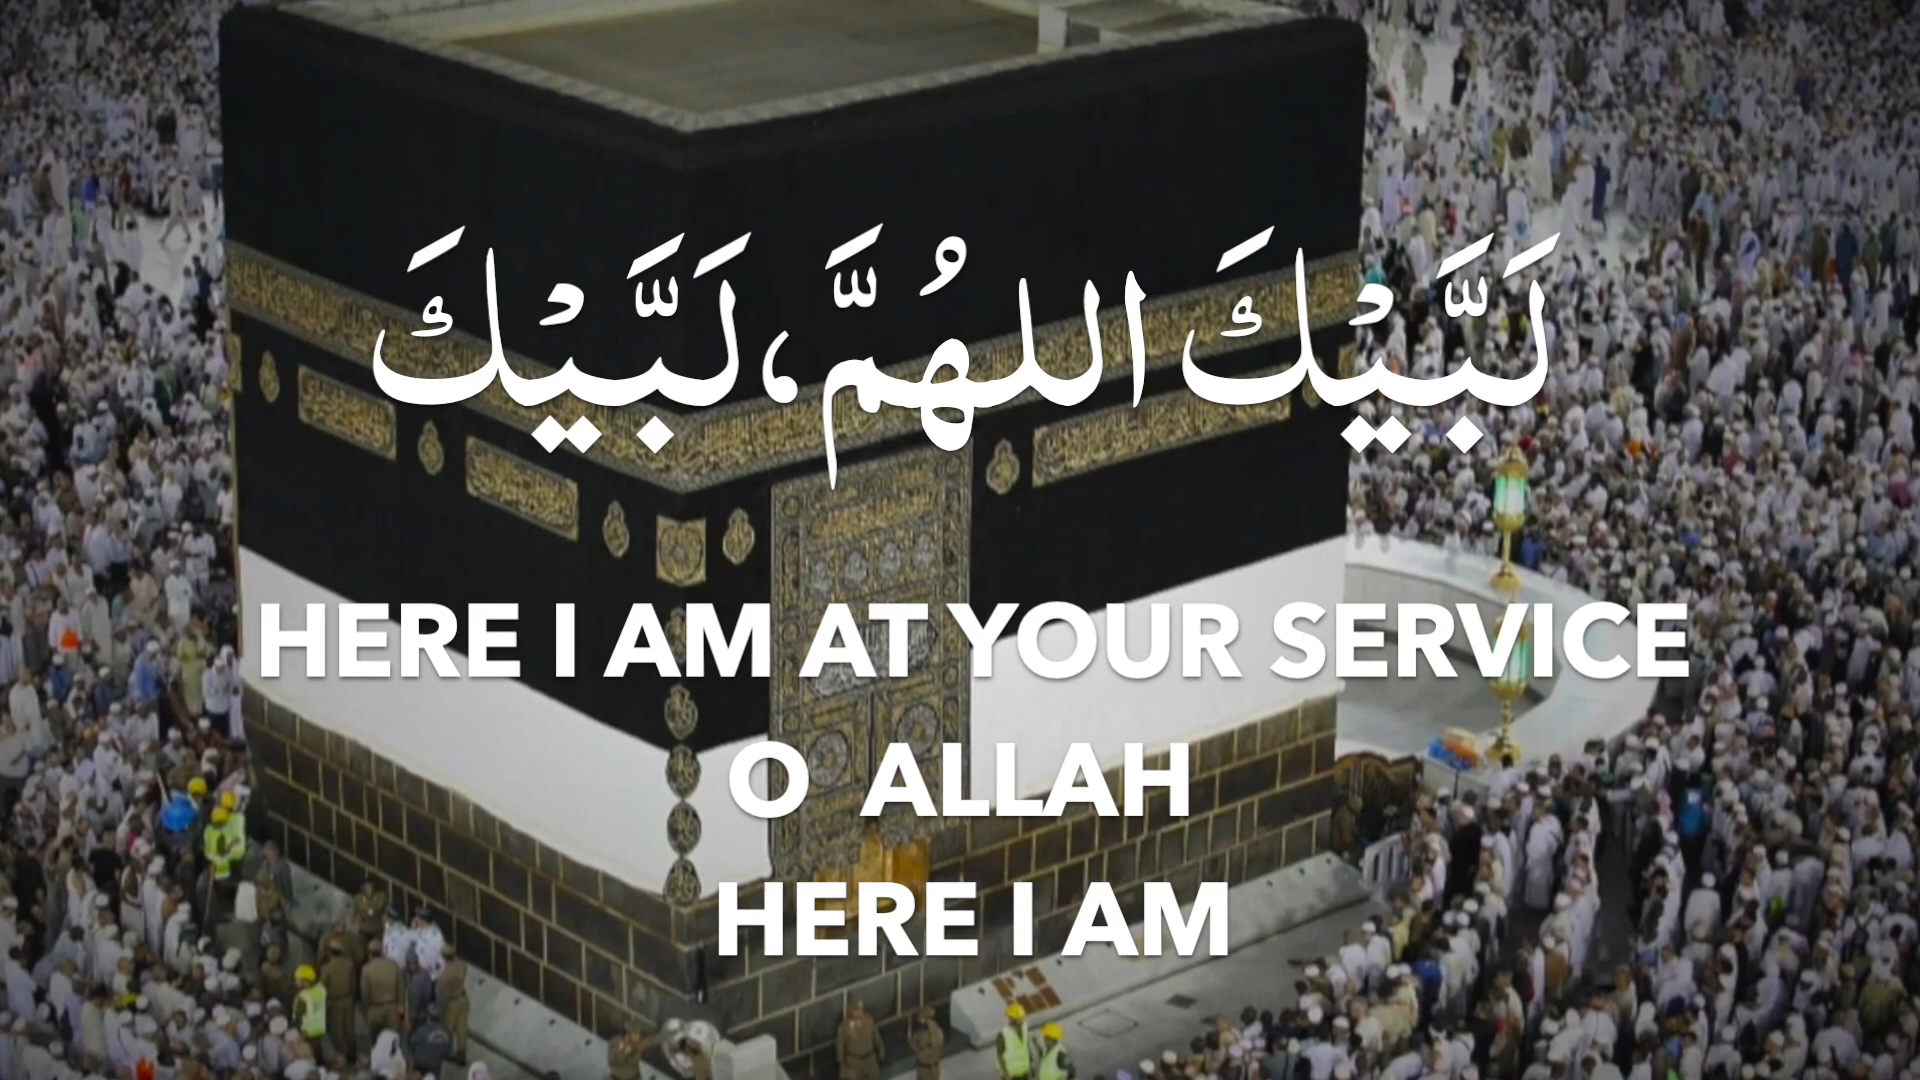 لَبَّيْكَ اللهُمَّ، لَبَّيْكَ
HERE I AM AT YOUR SERVICE
O ALLAH
HERE I AM